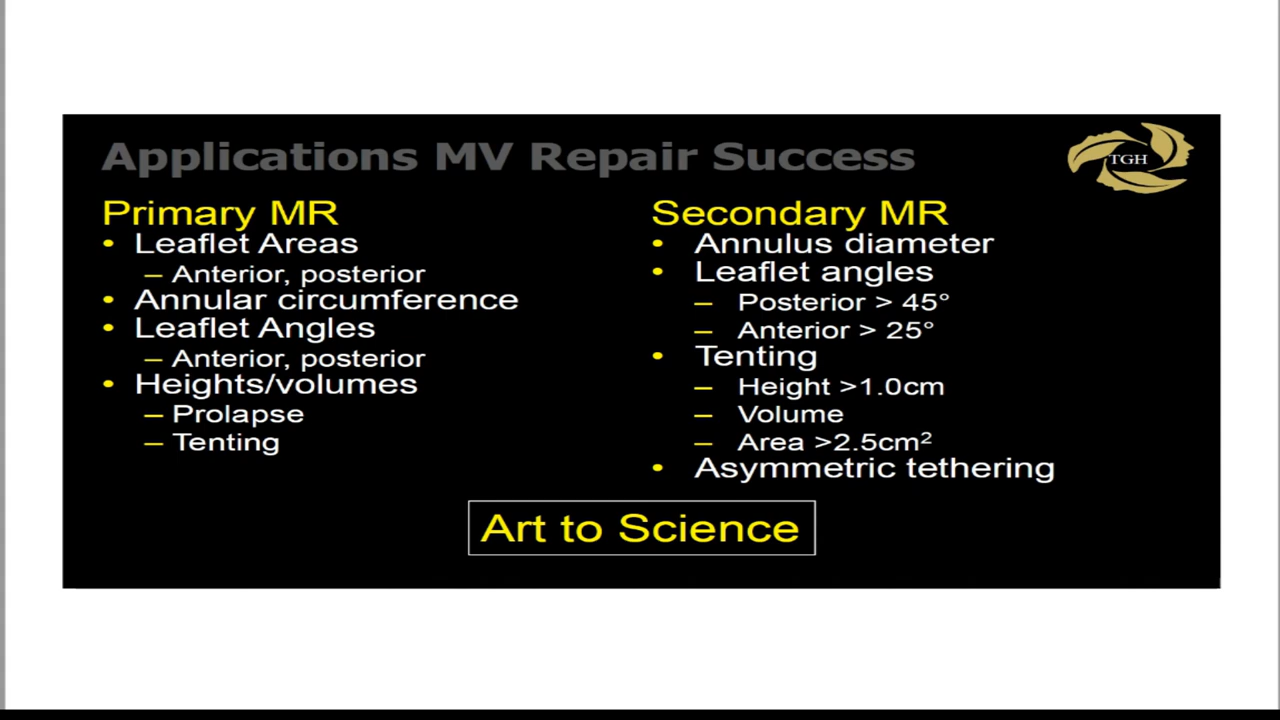 Applications MV Repair Success
TGH
Primary MR
• Leaflet Areas
– Anterior, posterior
• Annular circumference
• Leaflet Angles
– Anterior, posterior
• Heights/volumes
– Prolapse
– Tenting
Secondary MR
• Annulus diameter
• Leaflet angles
– Posterior > 45°
– Anterior > 25°
• Tenting
– Height >1.0cm
– Volume
– Area >2.5cm²
• Asymmetric tethering
Art to Science